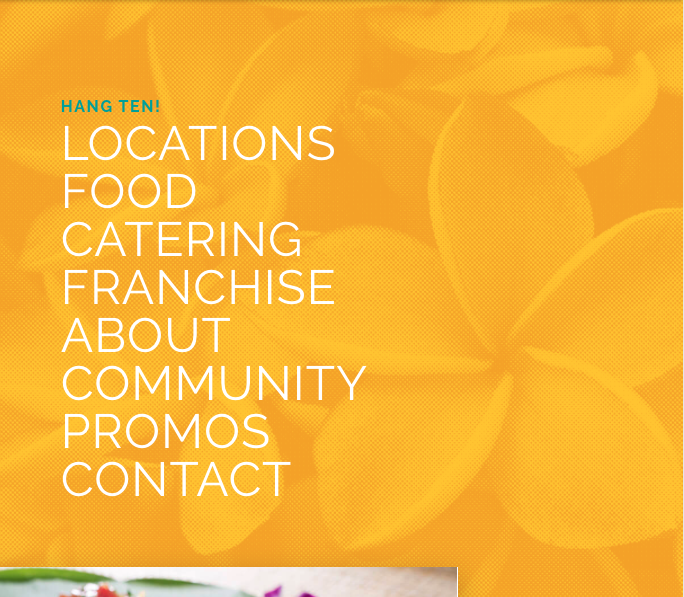 HANG TEN!
LOCATIONS
FOOD
CATERING
FRANCHISE
ABOUT
COMMUNITY
PROMOS
CONTACT